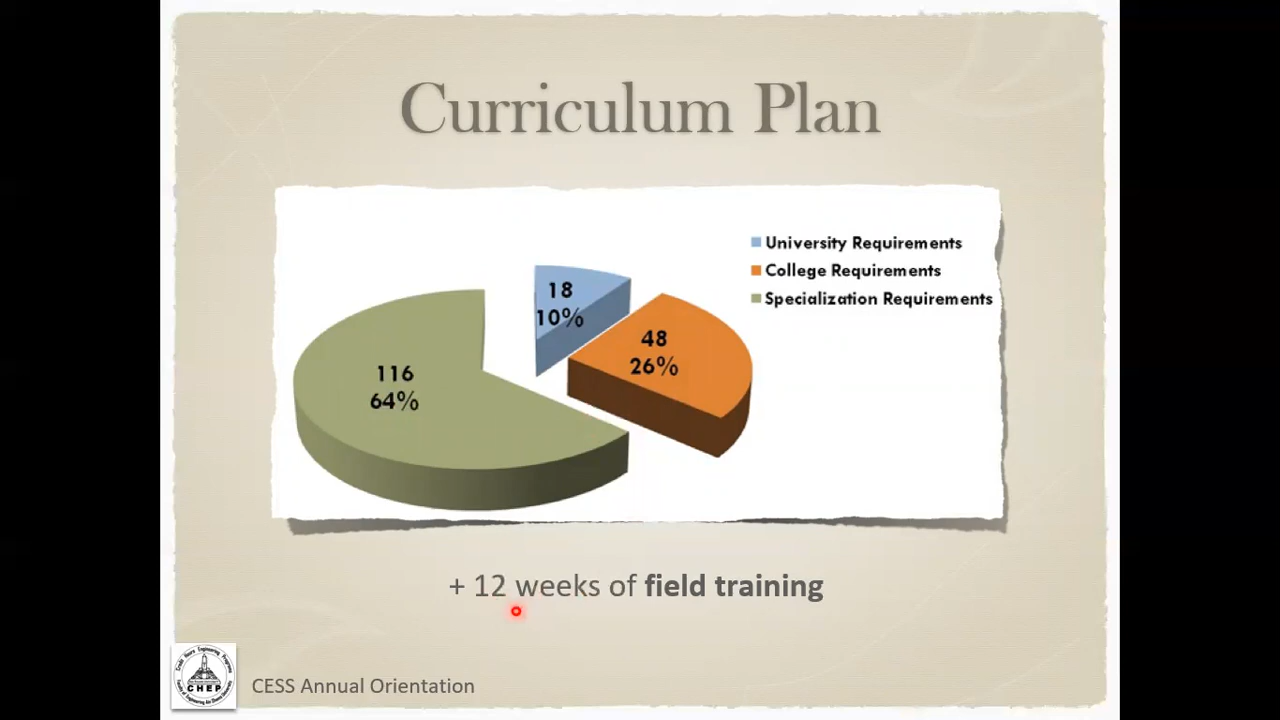 Curriculum Plan
University Requirements
College Requirements
Specialization Requirements
18
10%
48
26%
116
64%
+ 12 weeks of field training
CHEP
CESS Annual Orientation